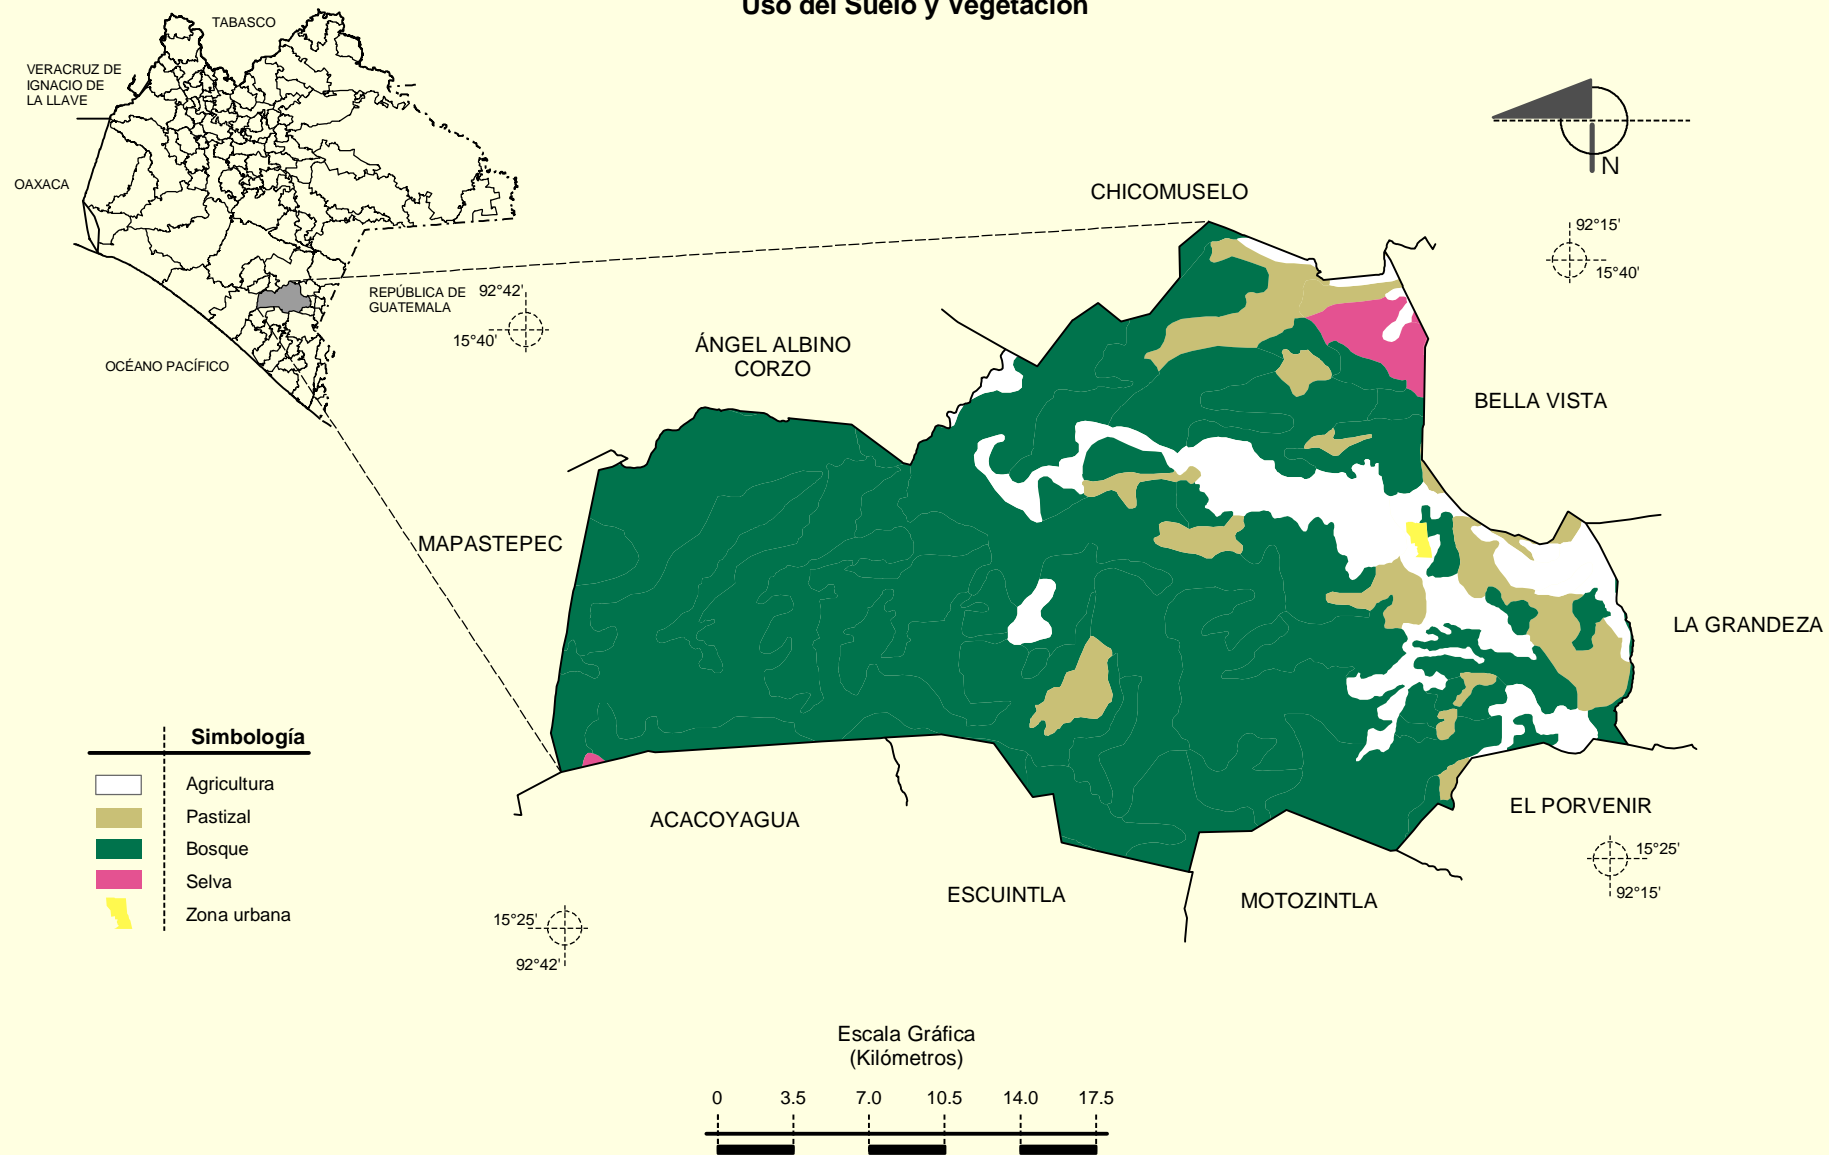 Uso del Suelo y Vegetación
TABASCO
VERACRUZ DE
IGNACIO DE
LA LLAVE
OAXACA
REPÚBLICA DE
GUATEMALA
OCÉANO PACÍFICO
N
CHICOMUSELO
92°15'
15°40'
92°42'
15°40'
ÁNGEL ALBINO
CORZO
BELLA VISTA
MAPASTEPEC
LA GRANDEZA
Simbología
Agricultura
Pastizal
Bosque
Selva
Zona urbana
ACACOYAGUA
EL PORVENIR
15°25'
92°15'
ESCUINTLA
MOTOZINTLA
15°25'
92°42'
Escala Gráfica
(Kilómetros)
0 3.5 7.0 10.5 14.0 17.5